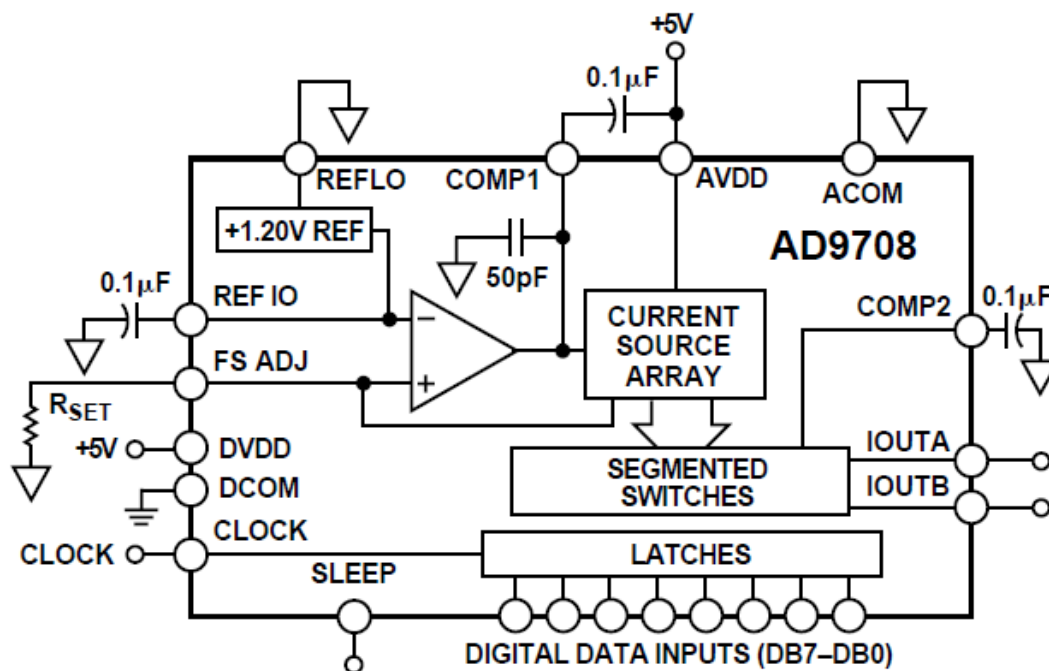 +5V
0.1µF
REFLO
COMP1
AVDD
ACOM
+1.20V REF
AD9708
50pF
0.1µF
REF IO
COMP2
0.1µF
CURRENT
SOURCE
ARRAY
FS ADJ
RSET
+5V
DVDD
DCOM
SEGMENTED
SWITCHES
IOUTA
IOUTB
CLOCK
CLOCK
LATCHES
SLEEP
DIGITAL DATA INPUTS (DB7–DB0)
−
+